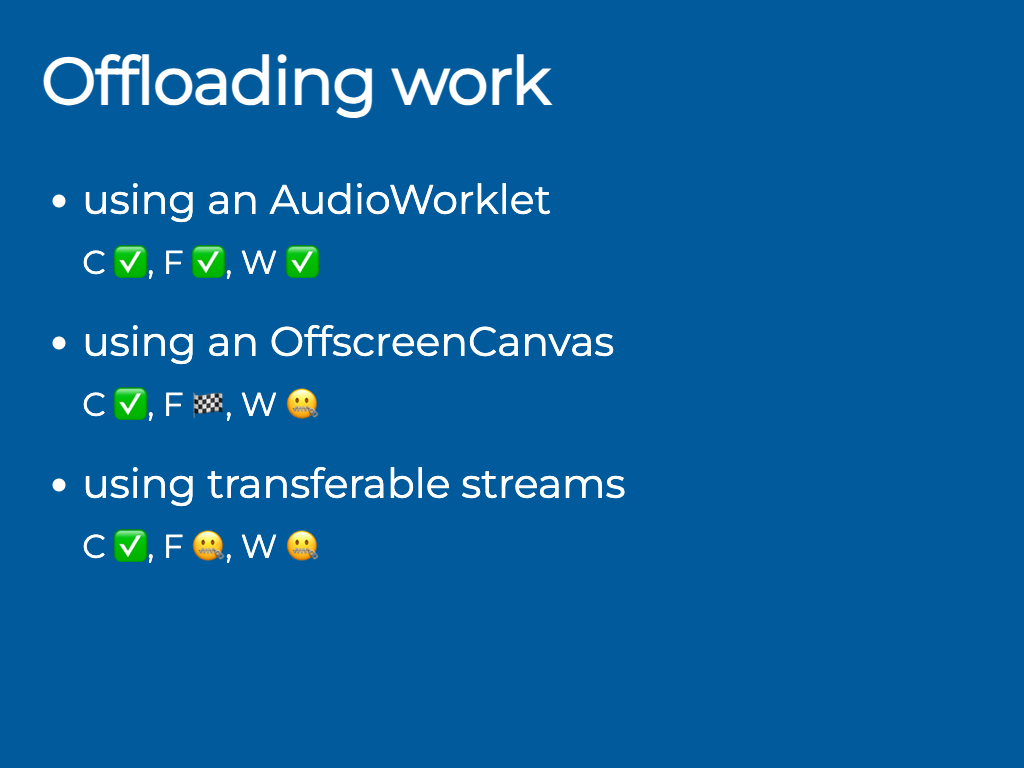 Offloading work
• using an AudioWorklet
C ✅, F ✅, W ✅
• using an OffscreenCanvas
C ✅, F 🏁, W 🤐
• using transferable streams
C ✅, F 🤐, W 🤐